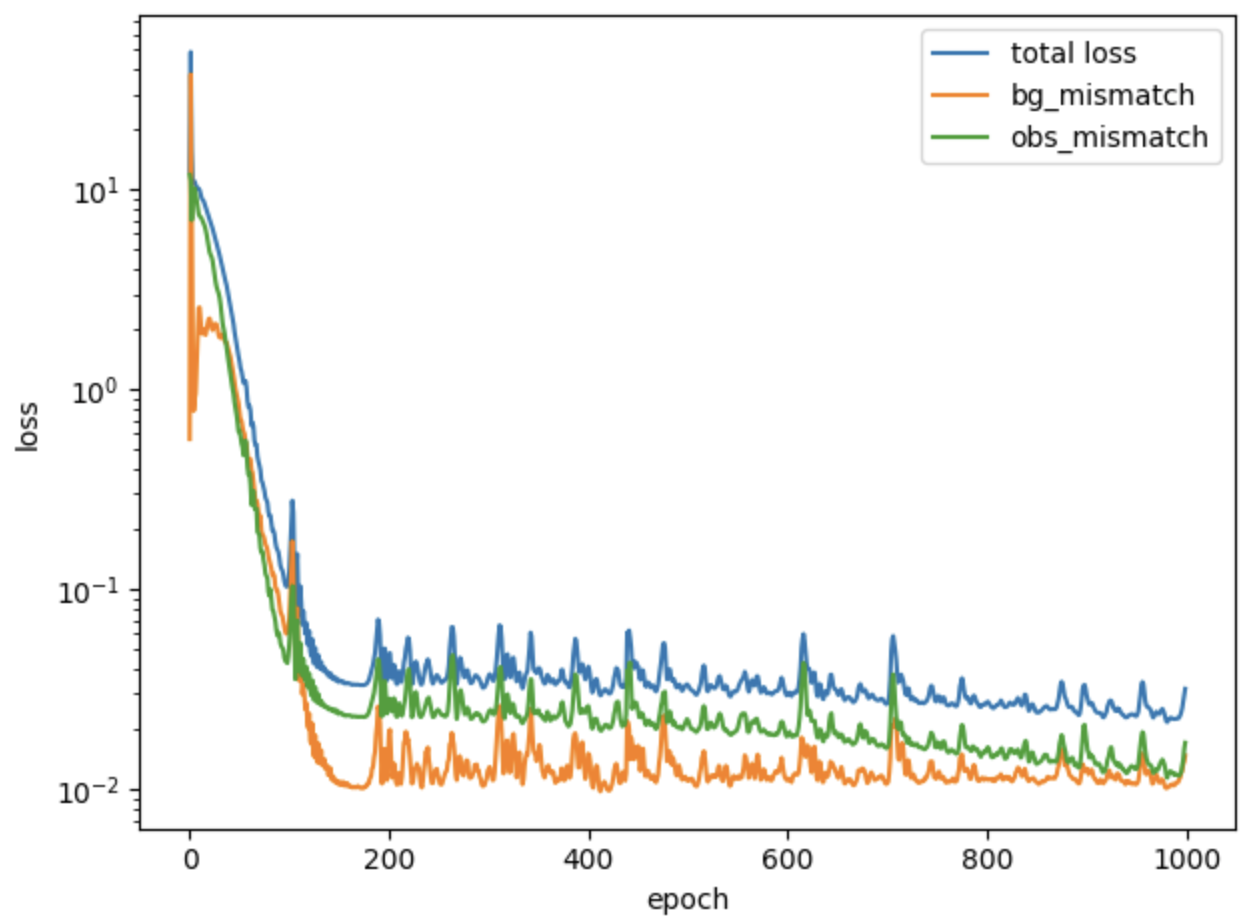 total loss
bg_mismatch
obs_mismatch
10¹
10⁰
10⁻¹
10⁻²
loss
0 200 400 600 800 1000
epoch